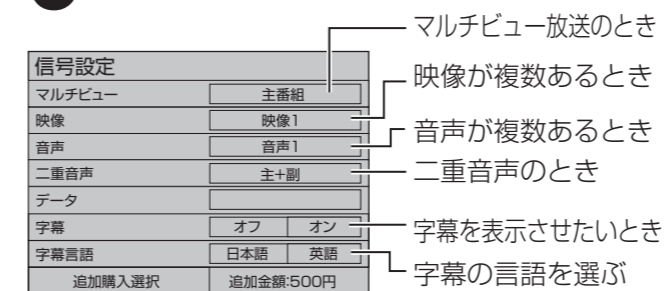 マルチビュー放送のとき
信号設定
マルチビュー 主番組
映像が複数あるとき
映像 映像1
音声 音声1
音声が複数あるとき
二重音声 主+副
二重音声のとき
データ
字幕 オフ オン
字幕を表示させたいとき
字幕言語 日本語 英語
字幕の言語を選ぶ
追加購入選択 追加金額:500円